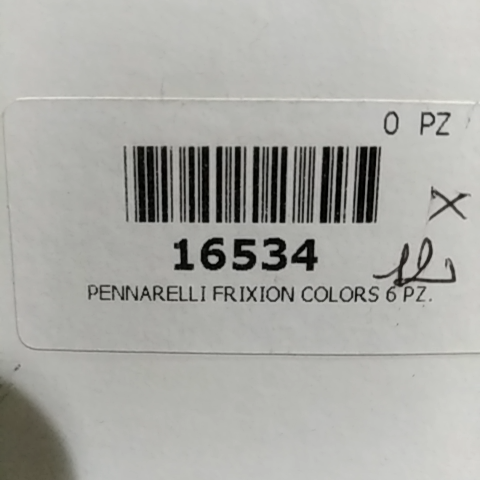 0 PZ
X
16534
PENNARELLI FRIXION COLORS 6 PZ.